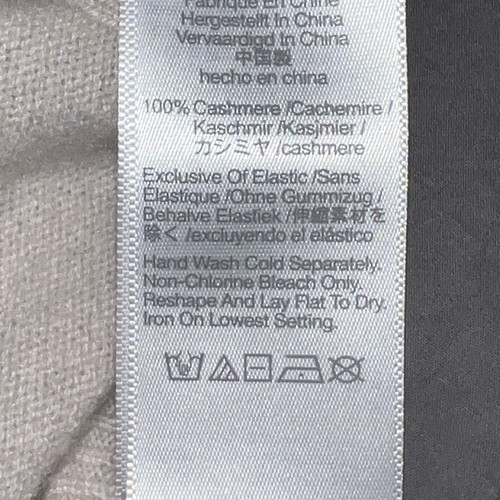 Fabriqué En Chine
Hergestellt In China
Vervaardigd In China
中国製
hecho en china
100% Cashmere /Cachemire /
Kaschmir /Kasjmier /
カシミヤ /cashmere
Exclusive Of Elastic /Sans
Élastique /Ohne Gummizug /
Behalve Elastiek /伸縮素材を
除く /excluyendo el elástico
Hand Wash Cold Separately.
Non-Chlorine Bleach Only.
Reshape And Lay Flat To Dry.
Iron On Lowest Setting.